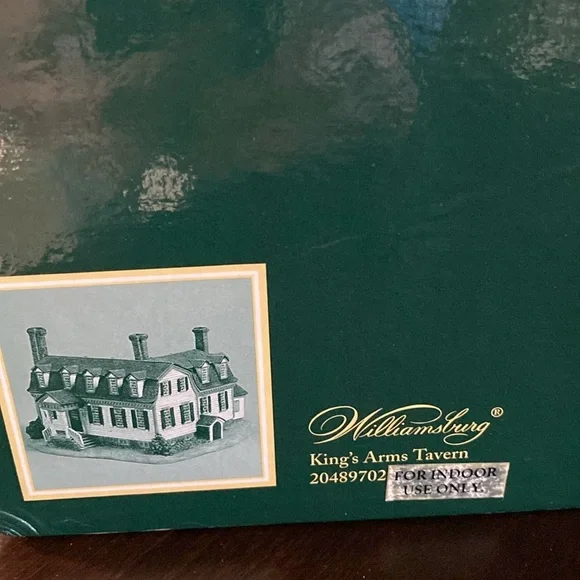 Williamsburg®
King's Arms Tavern
20489702
FOR INDOOR
USE ONLY.